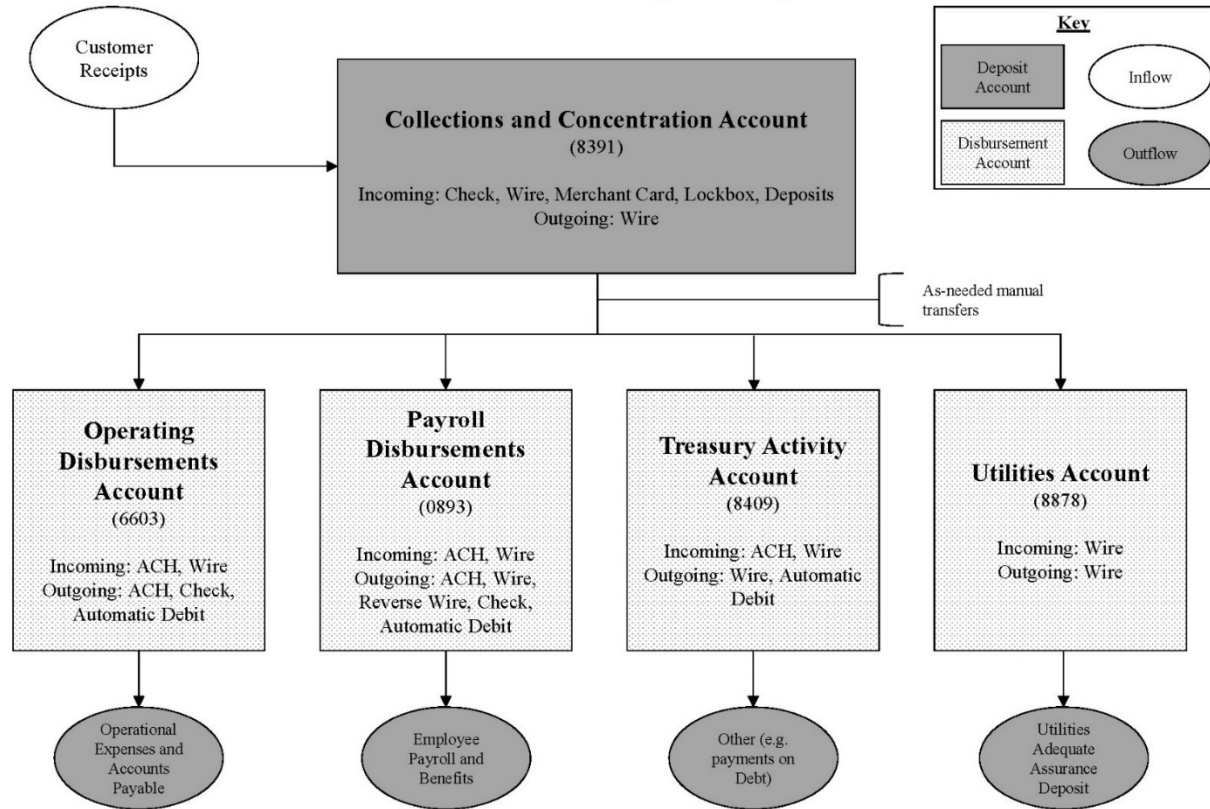 Customer
Receipts
Collections and Concentration Account
(8391)
Incoming: Check, Wire, Merchant Card, Lockbox, Deposits
Outgoing: Wire
Key
Deposit
Account
Inflow
Disbursement
Account
Outflow
As-needed manual
transfers
Operating
Disbursements
Account
(6603)
Incoming: ACH, Wire
Outgoing: ACH, Check,
Automatic Debit
Payroll
Disbursements
Account
(0893)
Incoming: ACH, Wire
Outgoing: ACH, Wire,
Reverse Wire, Check,
Automatic Debit
Treasury Activity
Account
(8409)
Incoming: ACH, Wire
Outgoing: Wire, Automatic
Debit
Utilities Account
(8878)
Incoming: Wire
Outgoing: Wire
Operational
Expenses and
Accounts
Payable
Employee
Payroll and
Benefits
Other (e.g.
payments on
Debt)
Utilities
Adequate
Assurance
Deposit